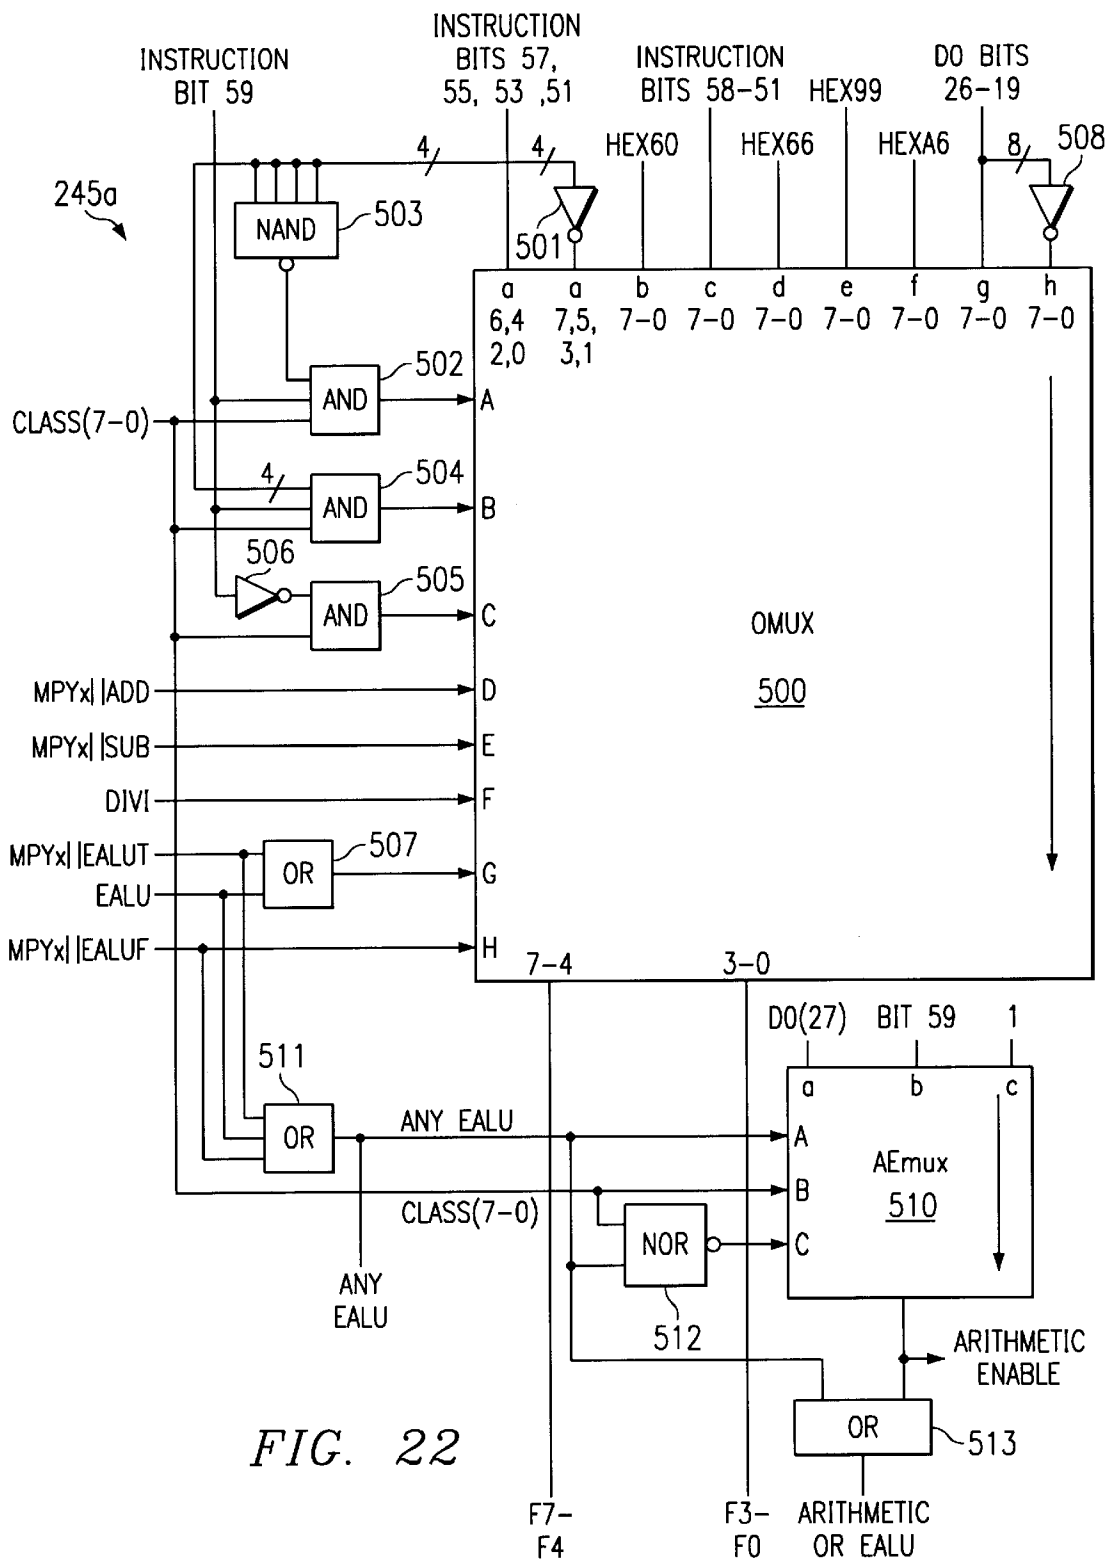 INSTRUCTION
BIT 59
INSTRUCTION
BITS 57,
55, 53 ,51
INSTRUCTION
BITS 58-51
HEX99
DO BITS
26-19
HEX60
HEX66
HEXA6
508
4
4
8
245a
NAND
503
501
a
a
b
c
d
e
f
g
h
6,4
2,0
7,5,
3,1
7-0
7-0
7-0
7-0
7-0
7-0
7-0
502
AND
A
CLASS(7-0)
4
504
AND
B
506
505
AND
C
OMUX
500
MPYx||ADD
D
MPYx||SUB
E
DIVI
F
MPYx||EALUT
507
OR
G
EALU
MPYx||EALUF
H
7-4
3-0
DO(27)
BIT 59
1
a
b
c
511
OR
ANY EALU
A
AEmux
510
B
CLASS(7-0)
NOR
C
512
ANY
EALU
ARITHMETIC
ENABLE
OR
513
FIG. 22
F7-
F4
F3-
F0
ARITHMETIC
OR EALU